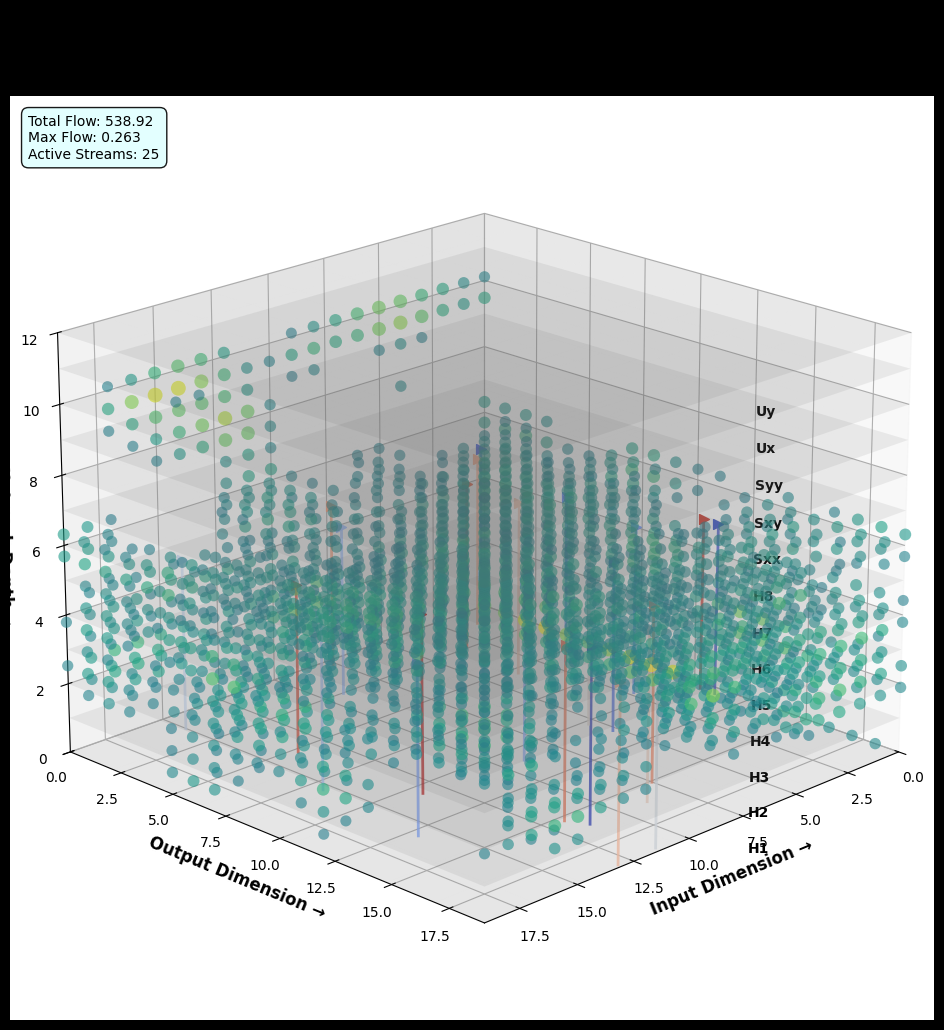 Total Flow: 538.92
Max Flow: 0.263
Active Streams: 25
12
10
8
6
4
2
0
Uy
Ux
Syy
Sxy
Sxx
H8
H7
H6
H5
H4
H3
H2
H1
0.0
2.5
5.0
7.5
10.0
12.5
15.0
17.5
Output Dimension →
17.5
15.0
12.5
10.0
7.5
5.0
2.5
0.0
Input Dimension →